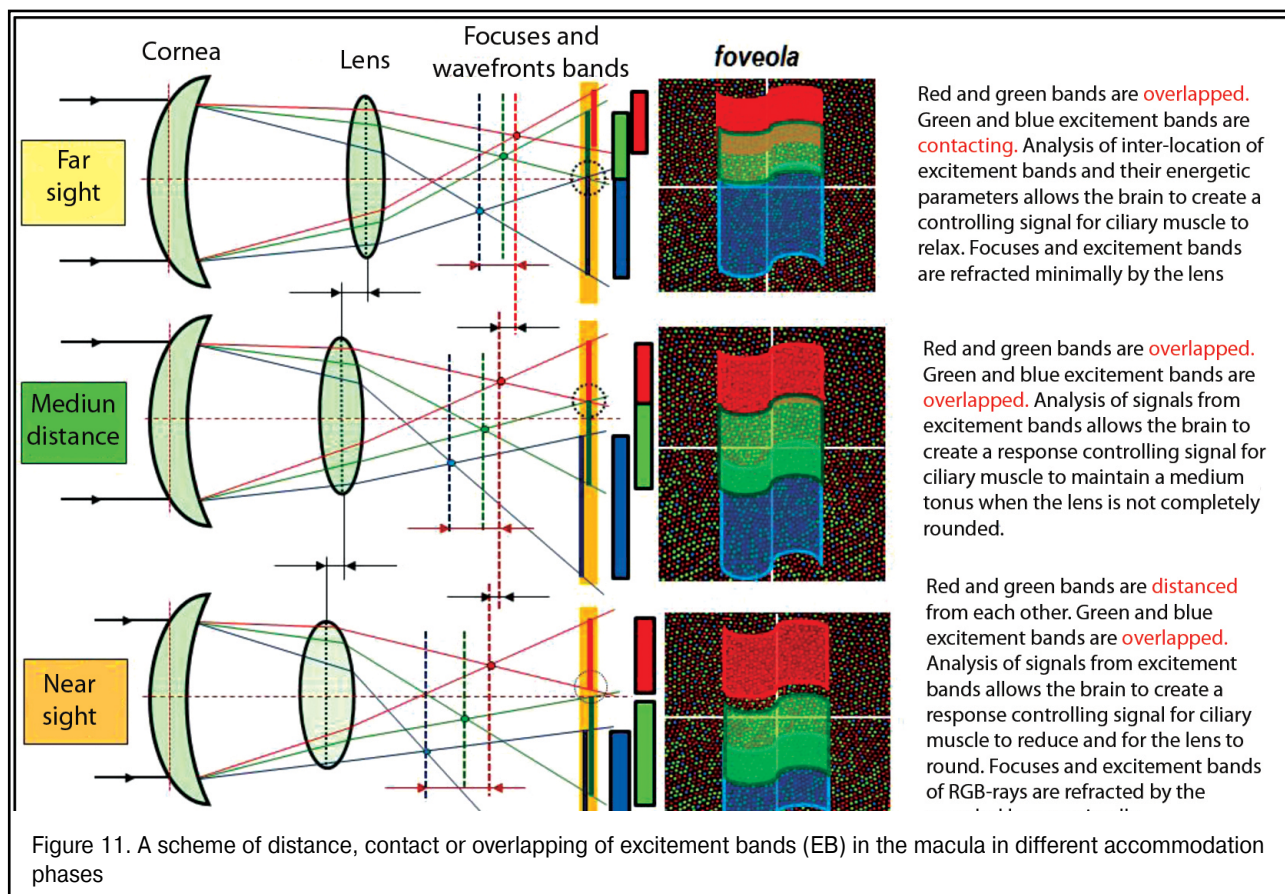 Cornea
Lens
Focuses and
wavefronts bands
foveola
Far
sight
Red and green bands are overlapped.
Green and blue excitement bands are
contacting. Analysis of inter-location of
excitement bands and their energetic
parameters allows the brain to create a
controlling signal for ciliary muscle to
relax. Focuses and excitement bands
are refracted minimally by the lens
Mediun
distance
Red and green bands are overlapped.
Green and blue excitement bands are
overlapped. Analysis of signals from
excitement bands allows the brain to
create a response controlling signal for
ciliary muscle to maintain a medium
tonus when the lens is not completely
rounded.
Near
sight
Red and green bands are distanced
from each other. Green and blue
excitement bands are overlapped.
Analysis of signals from excitement
bands allows the brain to create a
response controlling signal for ciliary
muscle to reduce and for the lens to
round. Focuses and excitement bands
of RGB-rays are refracted by the
Figure 11. A scheme of distance, contact or overlapping of excitement bands (EB) in the macula in different accommodation
phases